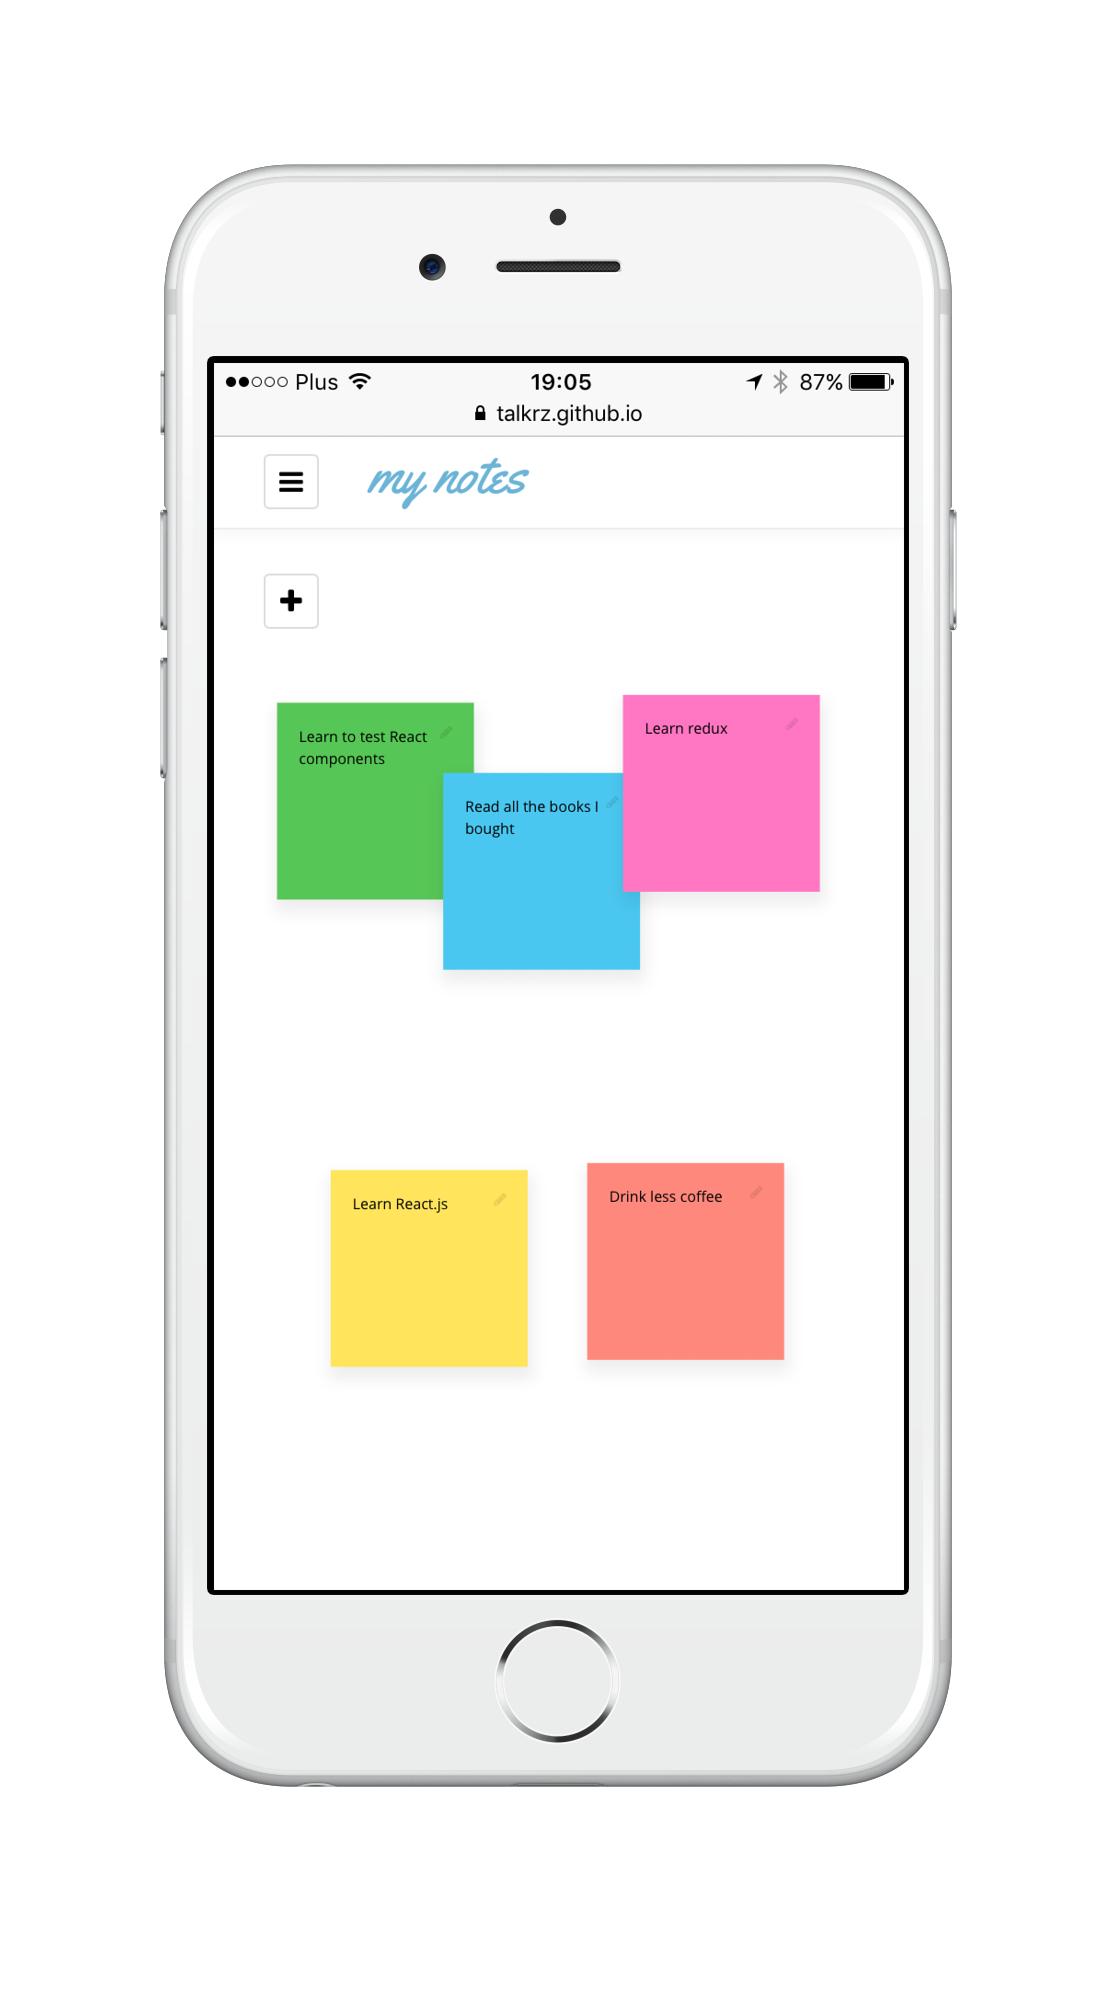 Plus 19:05 87%
talkrz.github.io
my notes
Learn to test React
components
Read all the books I
bought
Learn redux
Learn React.js
Drink less coffee